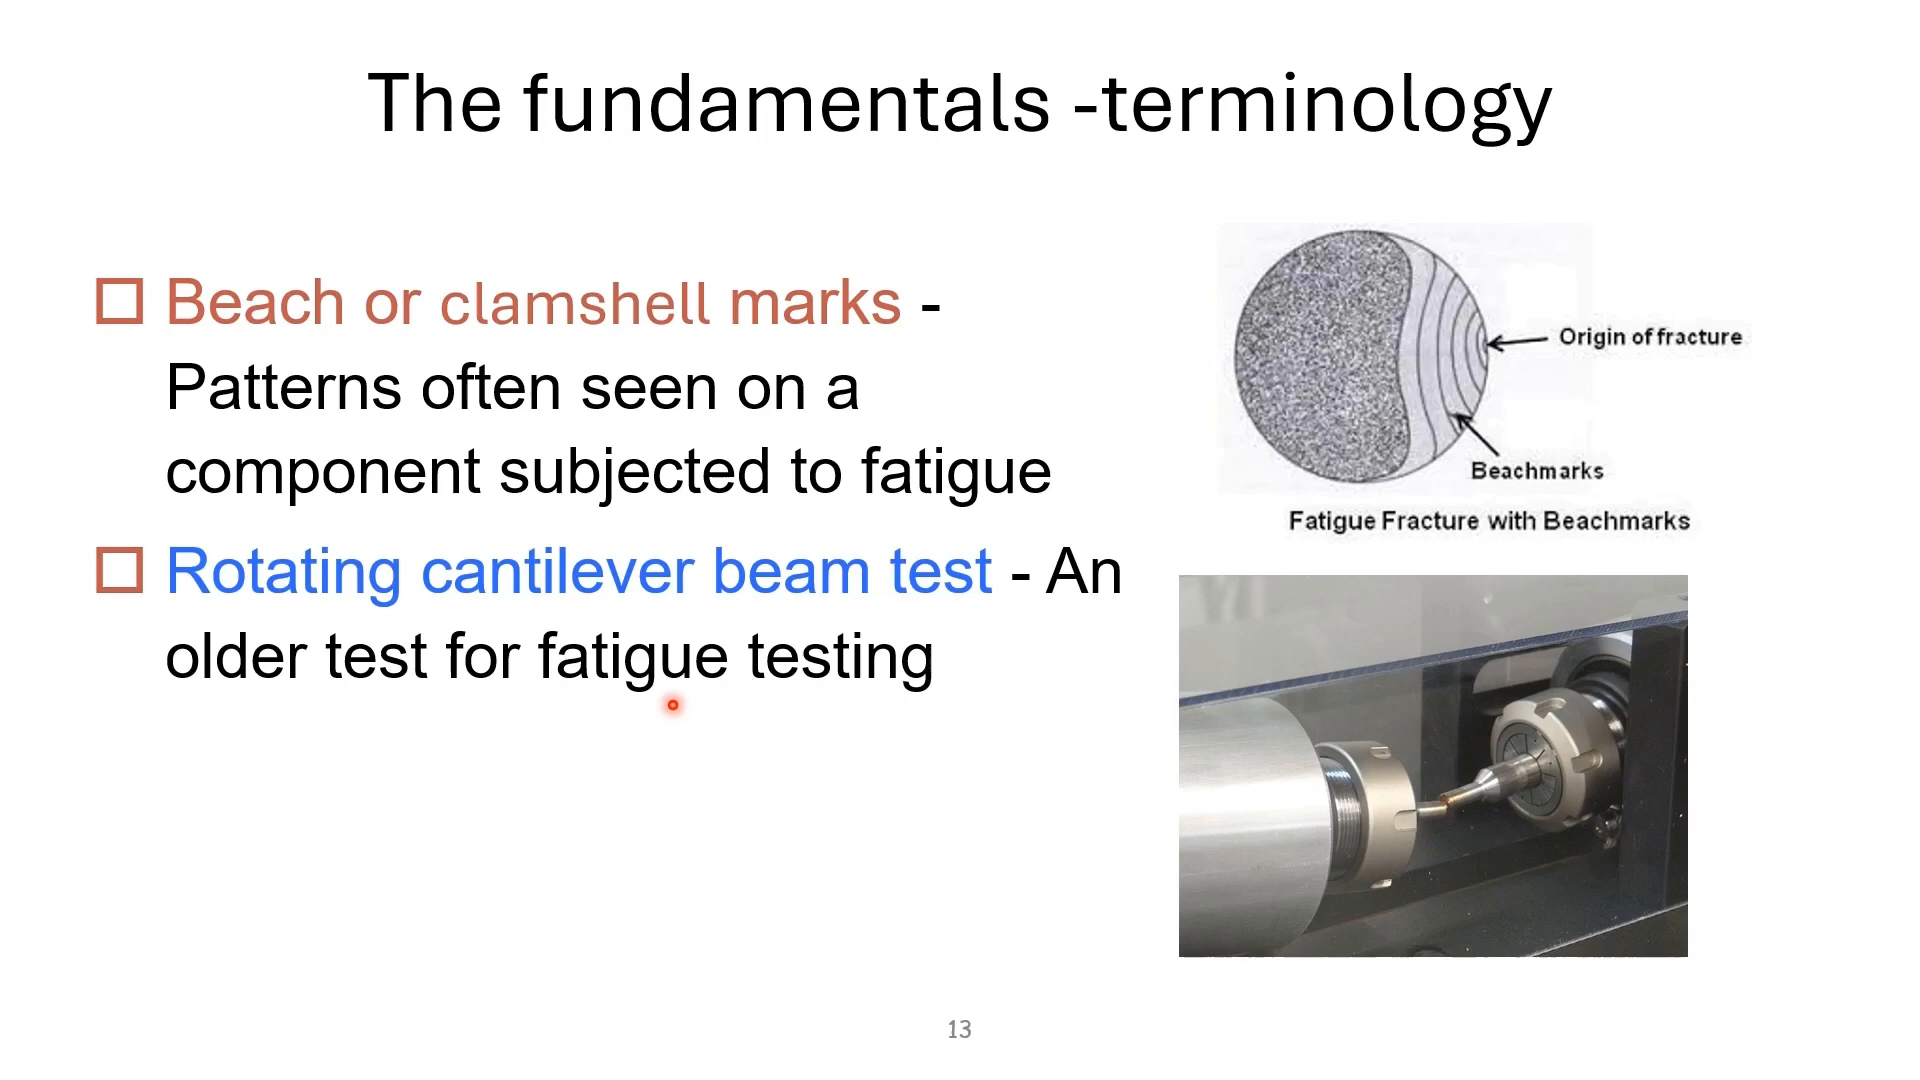 The fundamentals -terminology
Beach or clamshell marks -
Patterns often seen on a
component subjected to fatigue
Rotating cantilever beam test - An
older test for fatigue testing
Origin of fracture
Beachmarks
Fatigue Fracture with Beachmarks
13